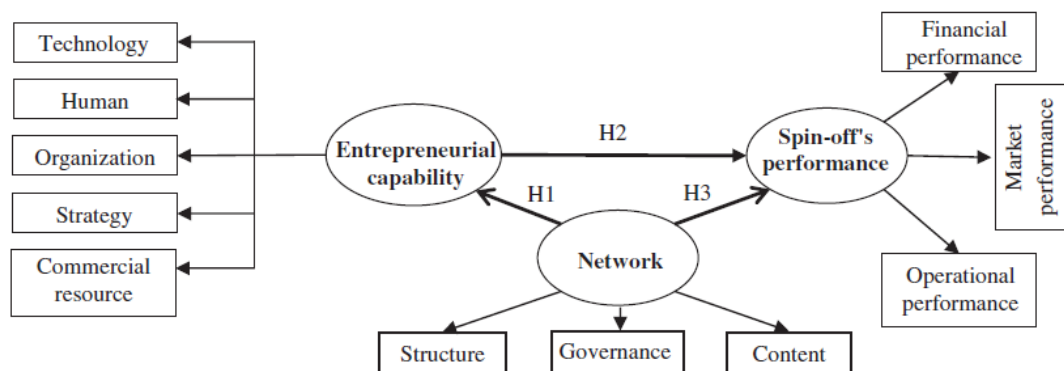 Technology
Human
Organization
Strategy
Commercial
resource
Entrepreneurial
capability
H2
H1
H3
Network
Structure
Governance
Content
Spin-off's
performance
Financial
performance
Market
performance
Operational
performance